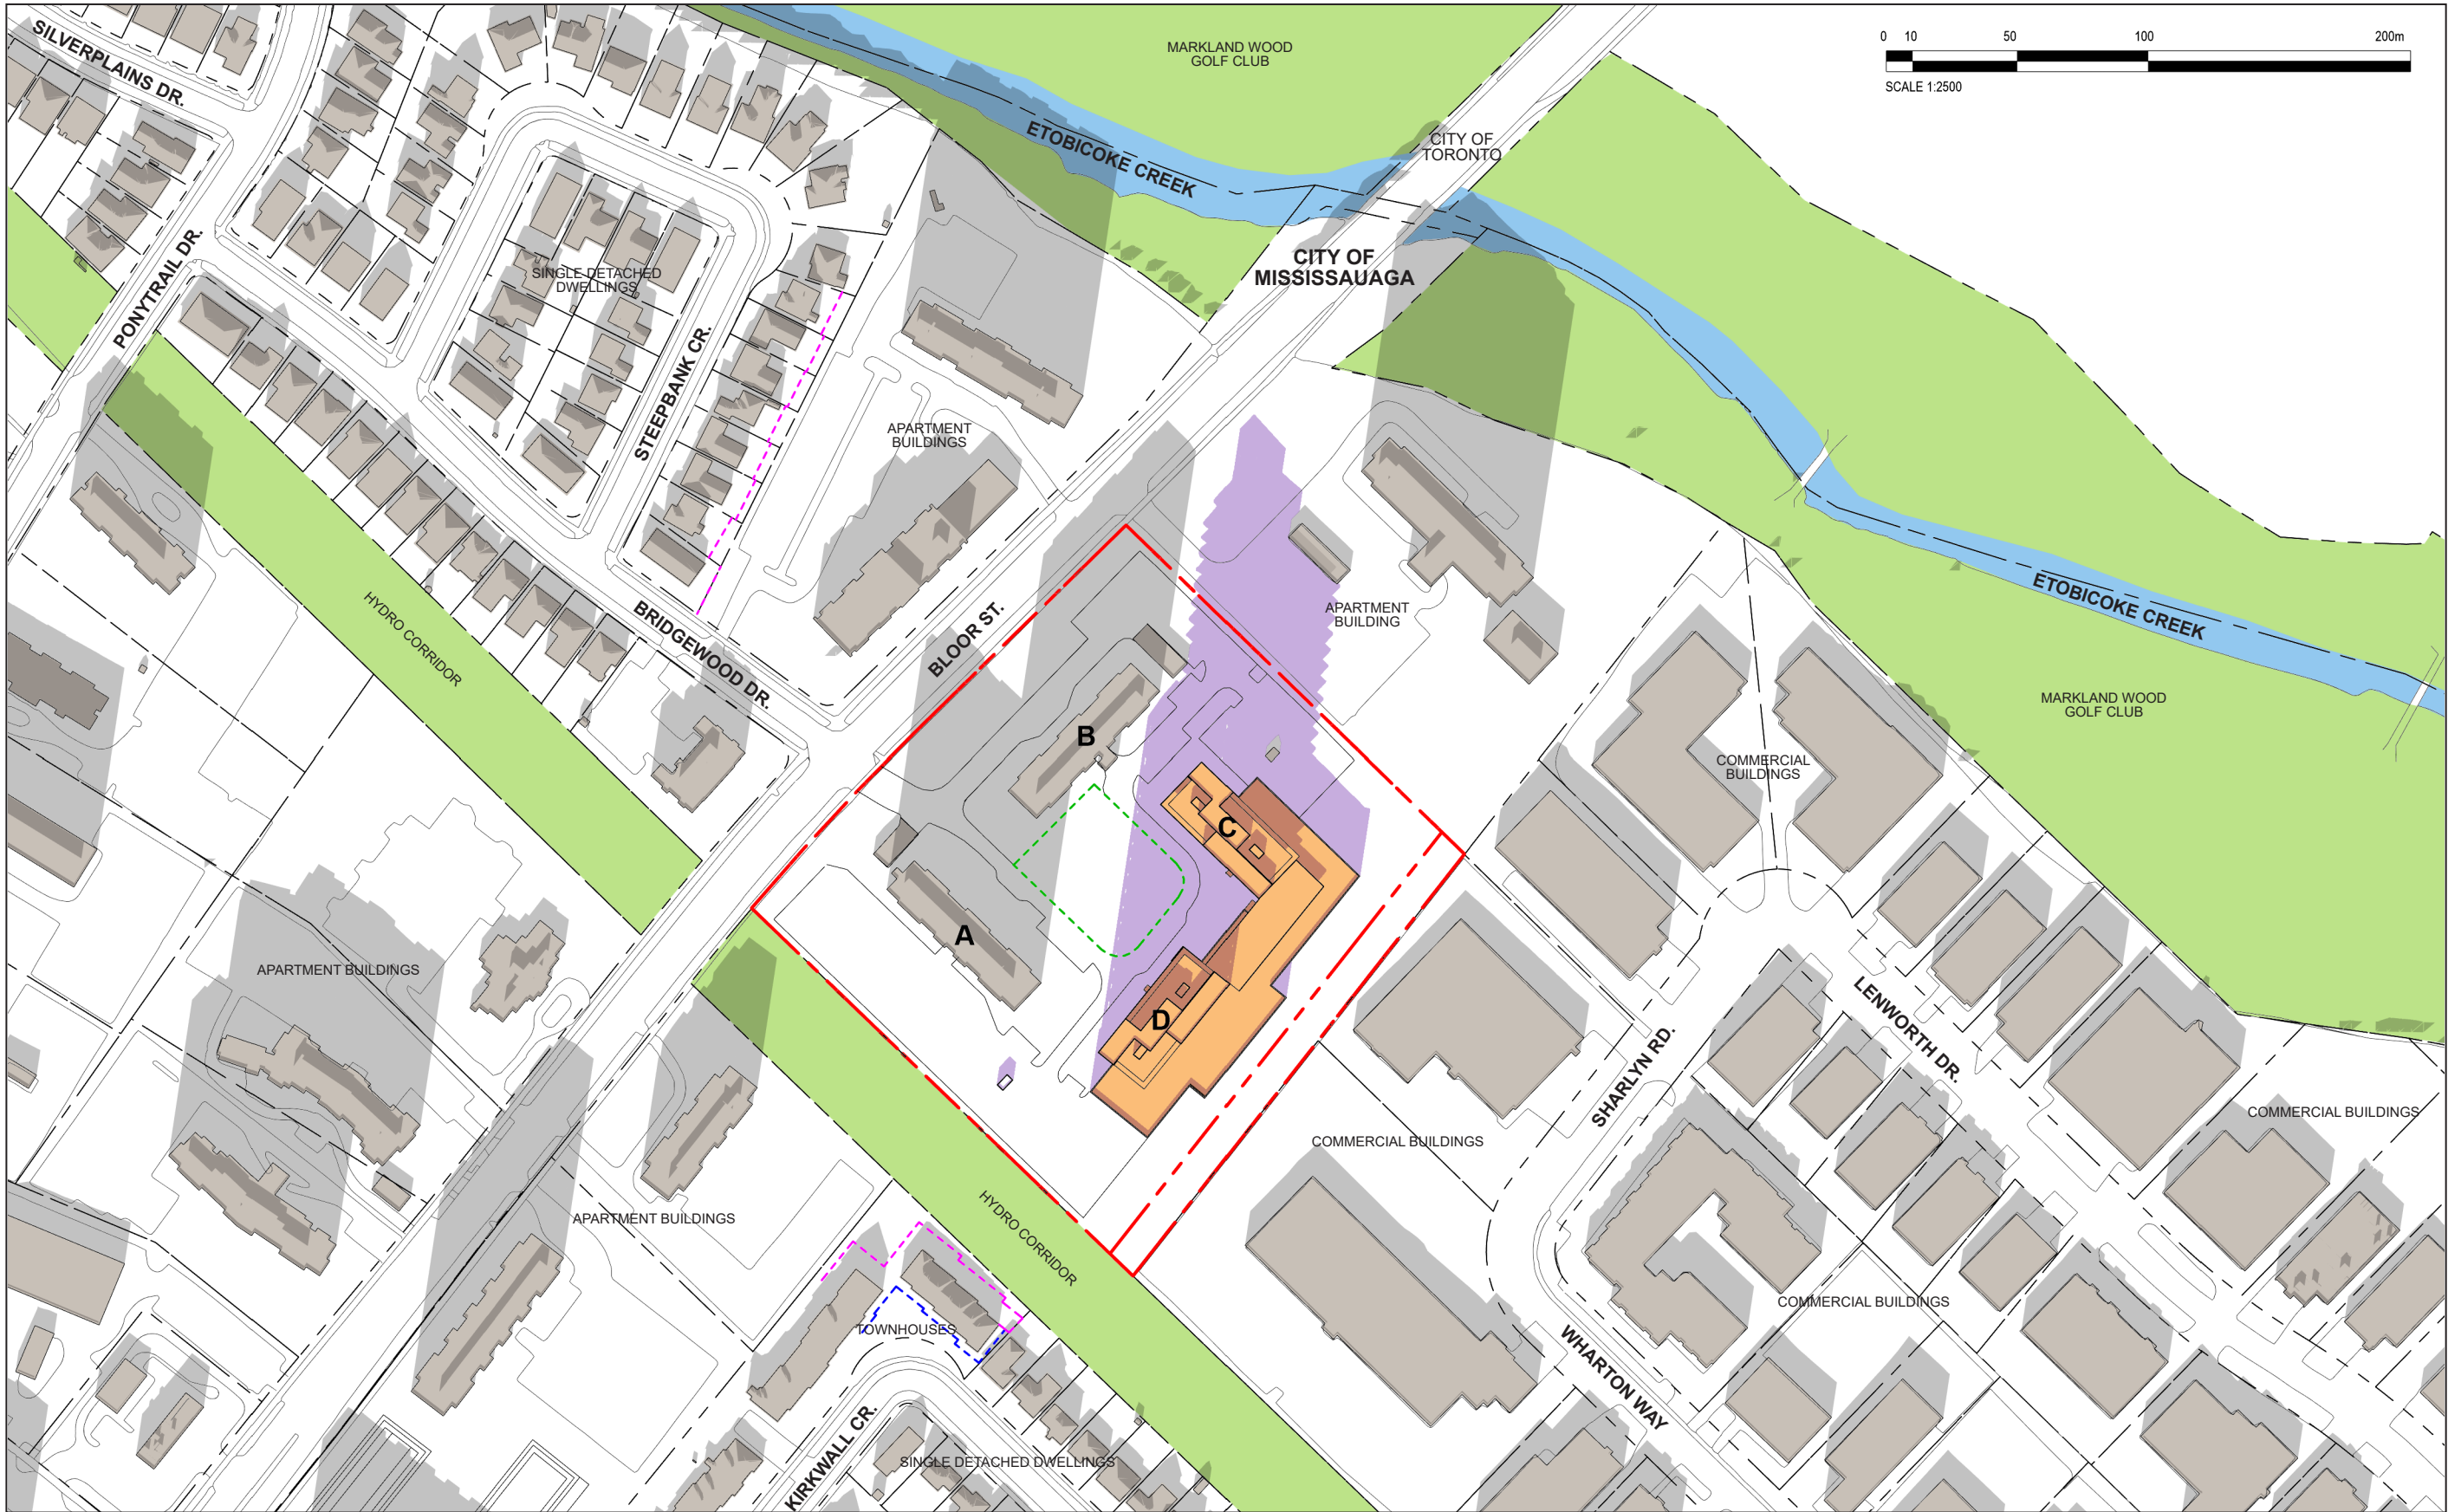 SILVERPLAINS DR.
MARKLAND WOOD
GOLF CLUB
0 10 50 100 200m
SCALE 1:2500
ETOBICOKE CREEK
CITY OF
TORONTO
PONYTRAIL DR.
SINGLE DETACHED
DWELLINGS
CITY OF
MISSISSAUAGA
STEEPBANK CR.
APARTMENT
BUILDINGS
HYDRO CORRIDOR
BRIDGEWOOD DR.
BLOOR ST.
APARTMENT
BUILDING
ETOBICOKE CREEK
MARKLAND WOOD
GOLF CLUB
B
COMMERCIAL
BUILDINGS
C
A
APARTMENT BUILDINGS
D
LENWORTH DR.
SHARLYN RD.
COMMERCIAL BUILDINGS
COMMERCIAL BUILDINGS
APARTMENT BUILDINGS
HYDRO CORRIDOR
TOWNHOUSES
COMMERCIAL BUILDINGS
WHARTON WAY
KIRKWALL CR.
SINGLE DETACHED DWELLINGS